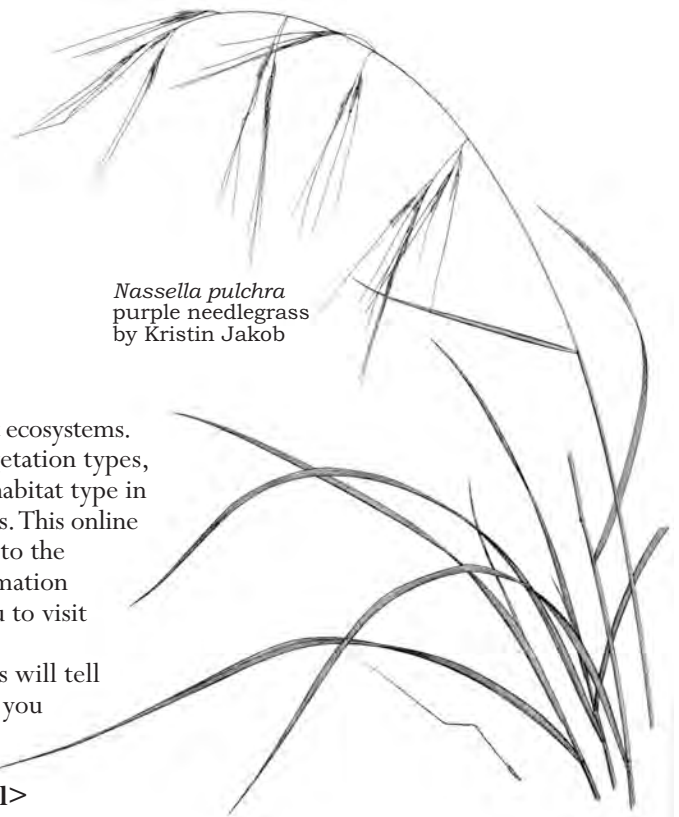 Nassella pulchra
purple needlegrass
by Kristin Jakob
ecosystems.
etation types,
habitat type in
s. This online
to the
mation
u to visit
s will tell
you
l>